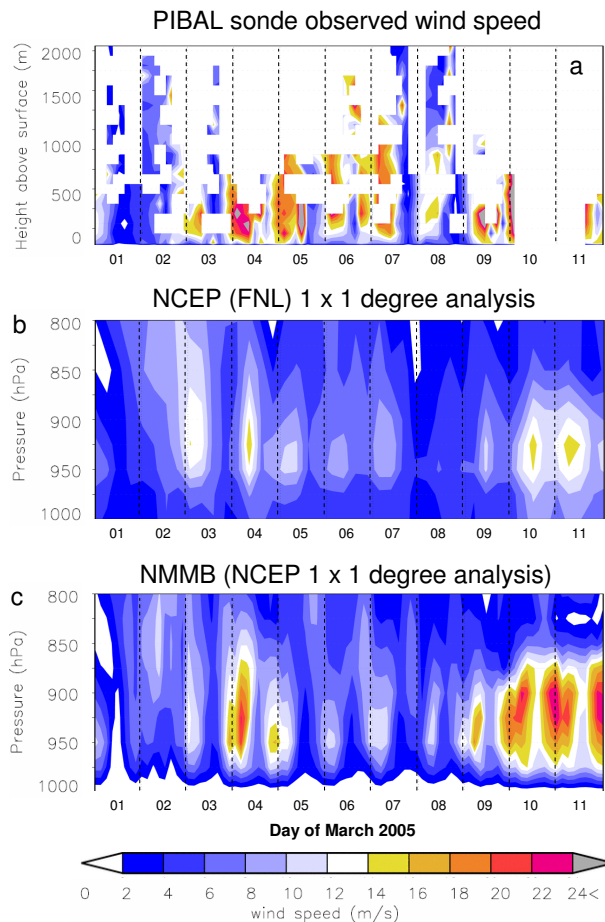 PIBAL sonde observed wind speed
a
Height above surface (m)
2000
1500
1000
500
0
01 02 03 04 05 06 07 08 09 10 11
NCEP (FNL) 1 x 1 degree analysis
b
Pressure (hPa)
800
850
900
950
1000
01 02 03 04 05 06 07 08 09 10 11
NMMB (NCEP 1 x 1 degree analysis)
c
Pressure (hPa)
800
850
900
950
1000
01 02 03 04 05 06 07 08 09 10 11
Day of March 2005
0 2 4 6 8 10 12 14 16 18 20 22 24<
wind speed (m/s)